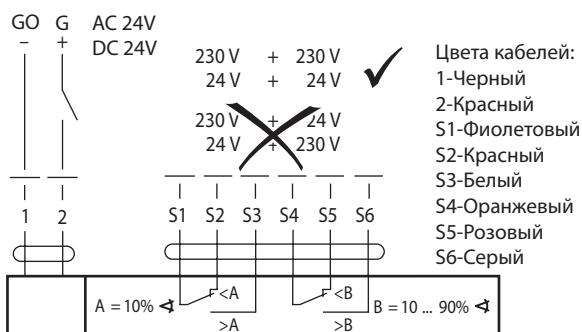 GO G AC 24V
– + DC 24V
230 V + 230 V
24 V + 24 V
230 V + 24 V
24 V + 230 V
Цвета кабелей:
1-Черный
2-Красный
S1-Фиолетовый
S2-Красный
S3-Белый
S4-Оранжевый
S5-Розовый
S6-Серый
1 2 S1 S2 S3 S4 S5 S6
A = 10% <A >A <B >B B = 10 ... 90%